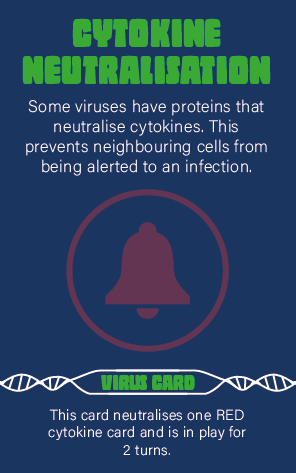 CYTOKINE
NEUTRALISATION
Some viruses have proteins that
neutralise cytokines. This
prevents neighbouring cells from
being alerted to an infection.
VIRUS CARD
This card neutralises one RED
cytokine card and is in play for
2 turns.